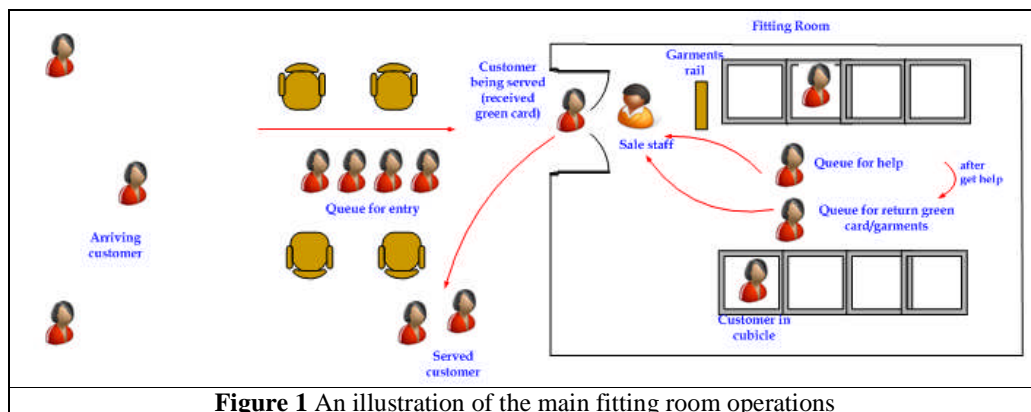 Fitting Room
Garments
rail
Customer
being served
(received
green card)
Sale staff
Queue for help
after
get help
Queue for entry
Queue for return green
card/garments
Arriving
customer
Customer in
cubicle
Served
customer
Figure 1 An illustration of the main fitting room operations